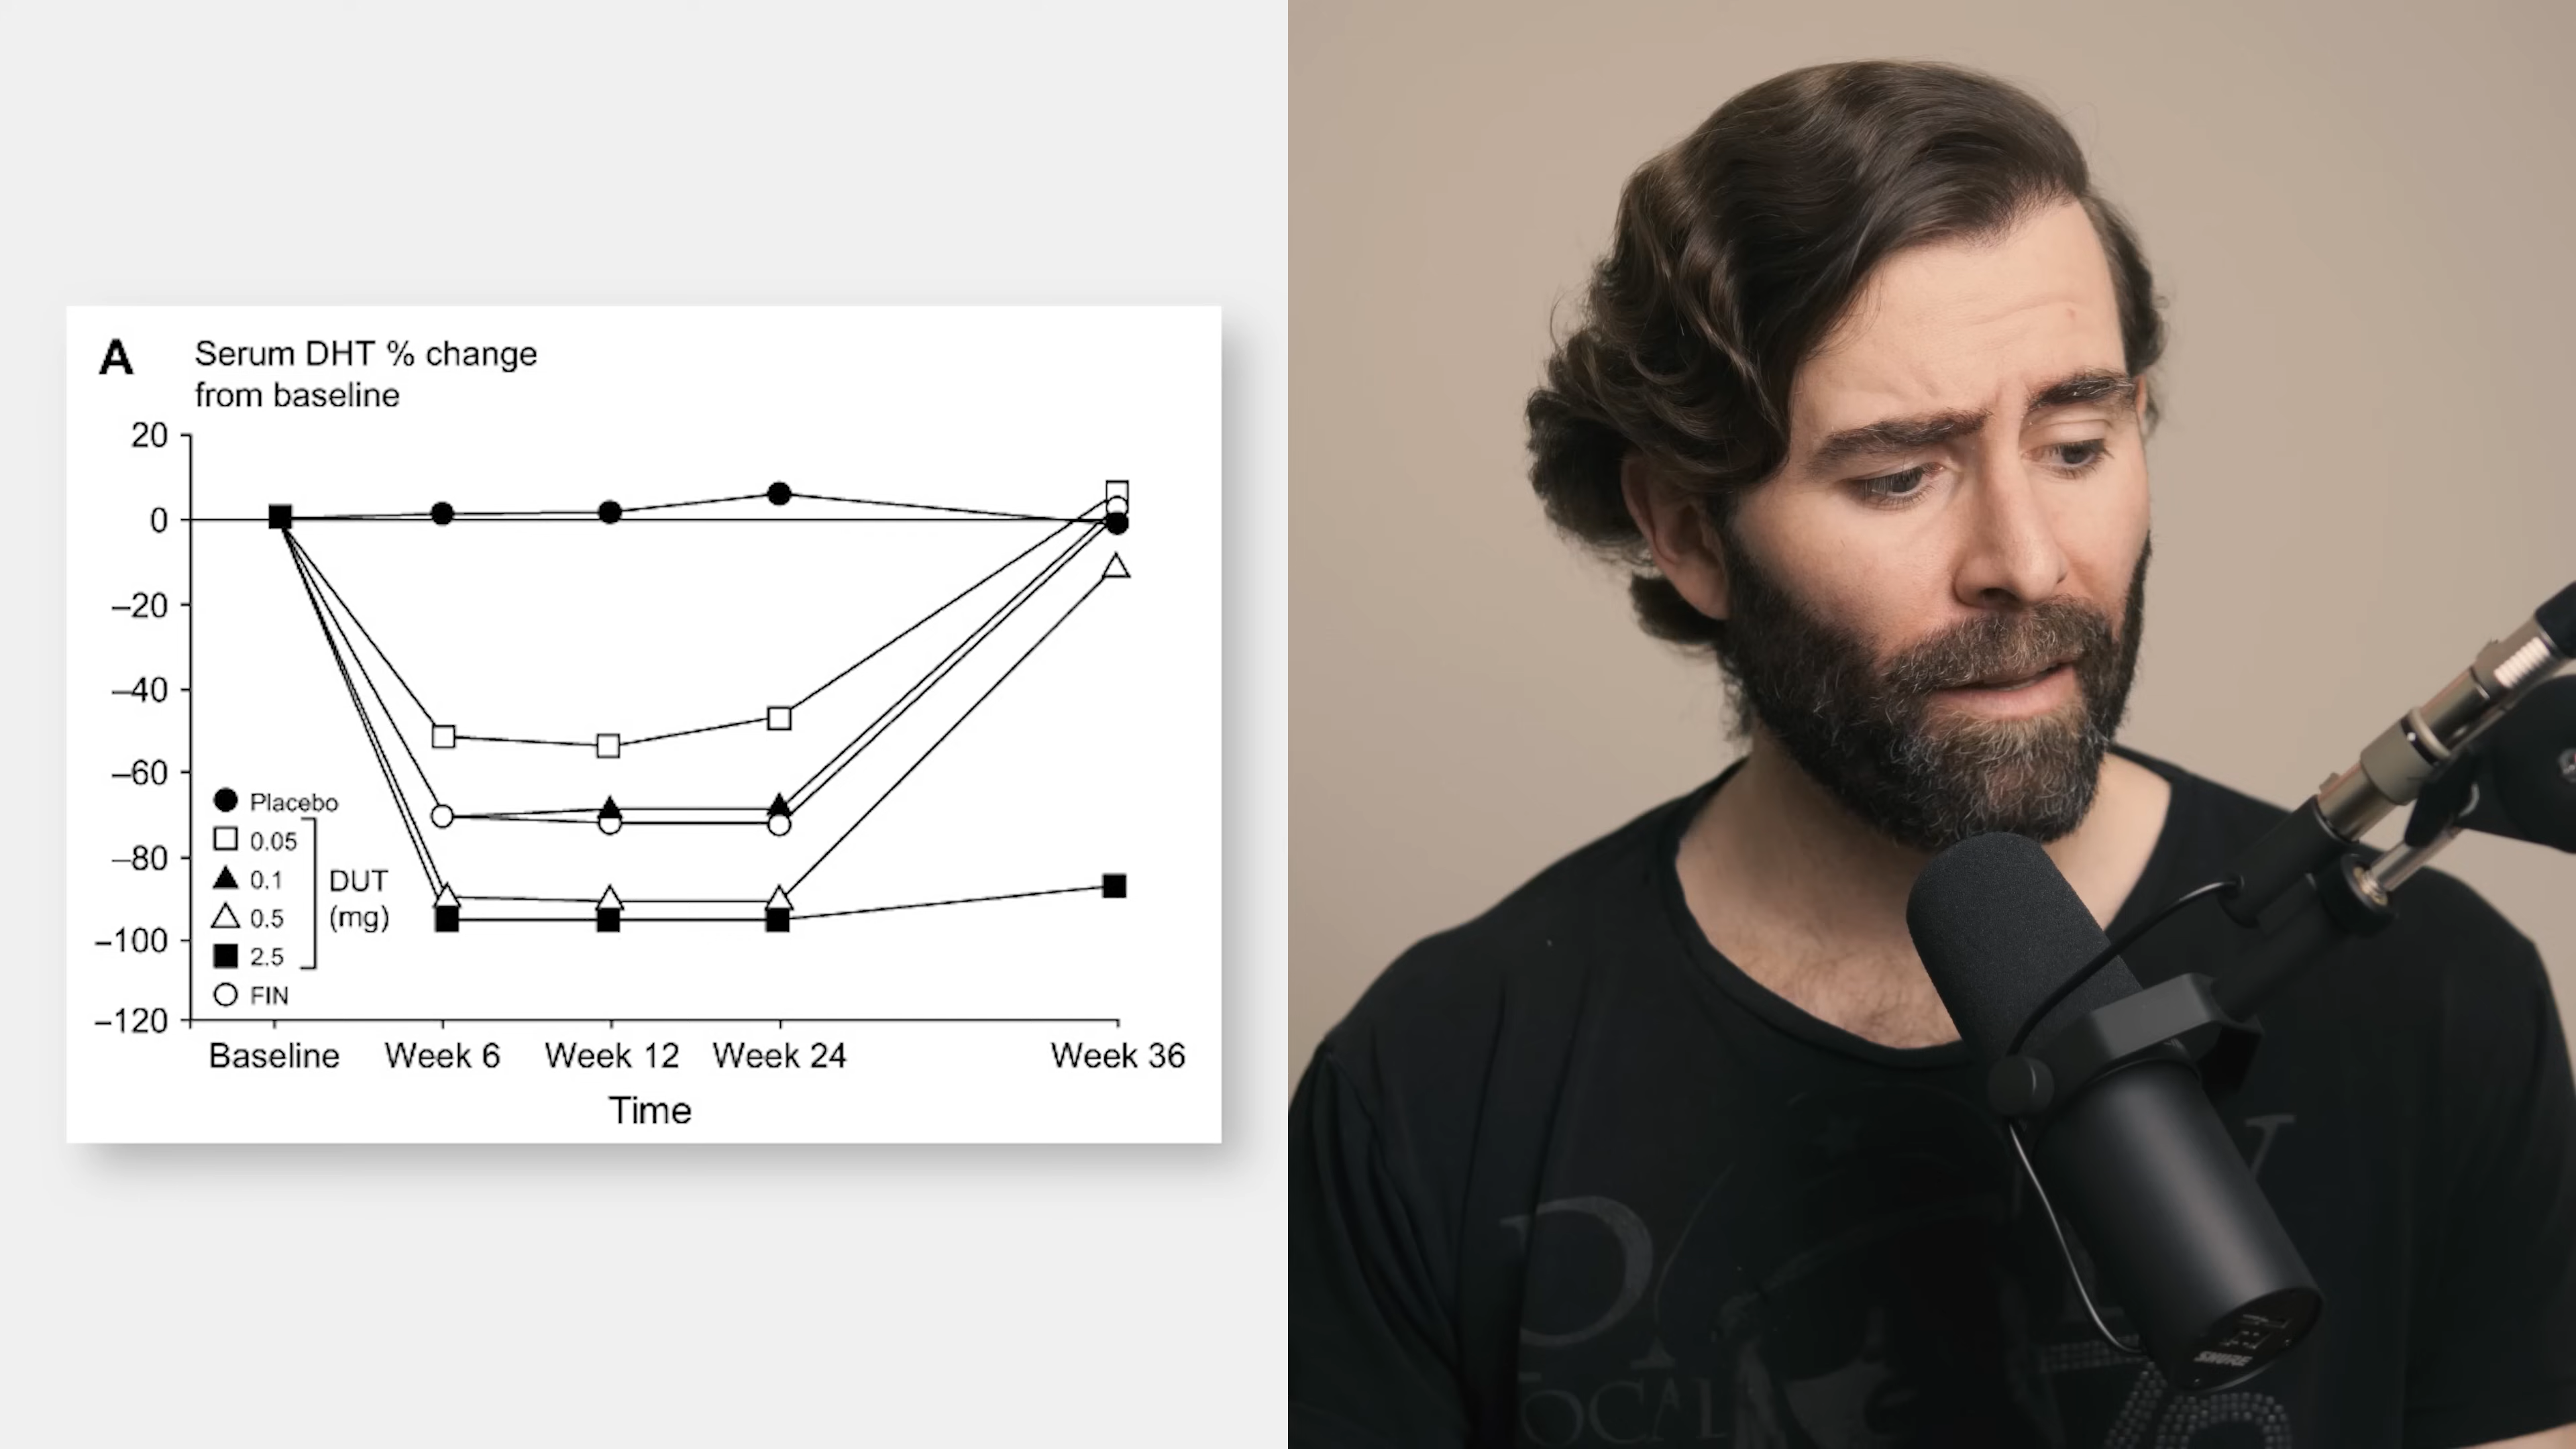 A
Serum DHT % change
from baseline
20
0
–20
–40
–60
–80
–100
–120
Placebo
0.05
0.1
0.5
2.5
DUT
(mg)
FIN
Baseline
Week 6
Week 12
Week 24
Week 36
Time
SHURE